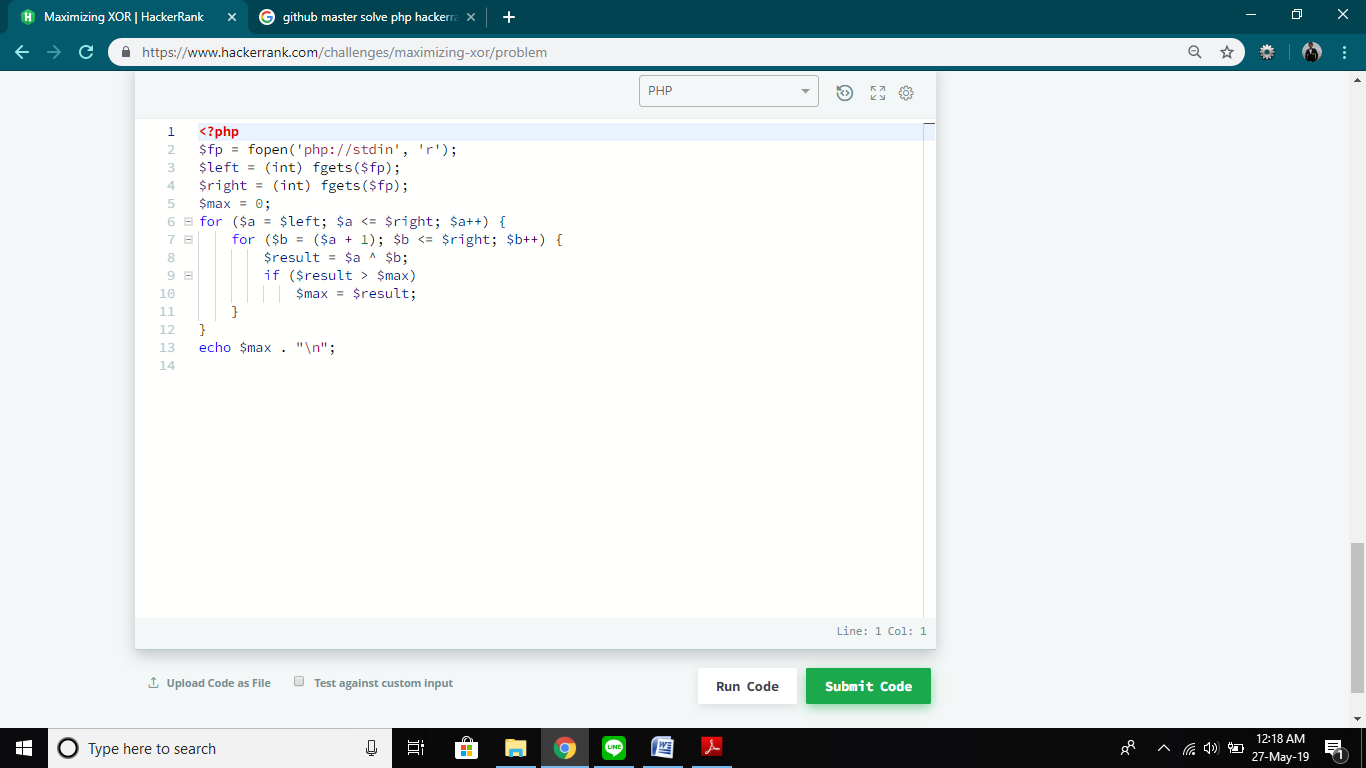 Maximizing XOR | HackerRank
github master solve php hackerra
https://www.hackerrank.com/challenges/maximizing-xor/problem
PHP
1 <?php
2 $fp = fopen('php://stdin', 'r');
3 $left = (int) fgets($fp);
4 $right = (int) fgets($fp);
5 $max = 0;
6 for ($a = $left; $a <= $right; $a++) {
7 for ($b = ($a + 1); $b <= $right; $b++) {
8 $result = $a ^ $b;
9 if ($result > $max)
10 $max = $result;
11 }
12 }
13 echo $max . "\n";
14
Line: 1 Col: 1
Upload Code as File
Test against custom input
Run Code
Submit Code
Type here to search
LINE
12:18 AM
27-May-19
1